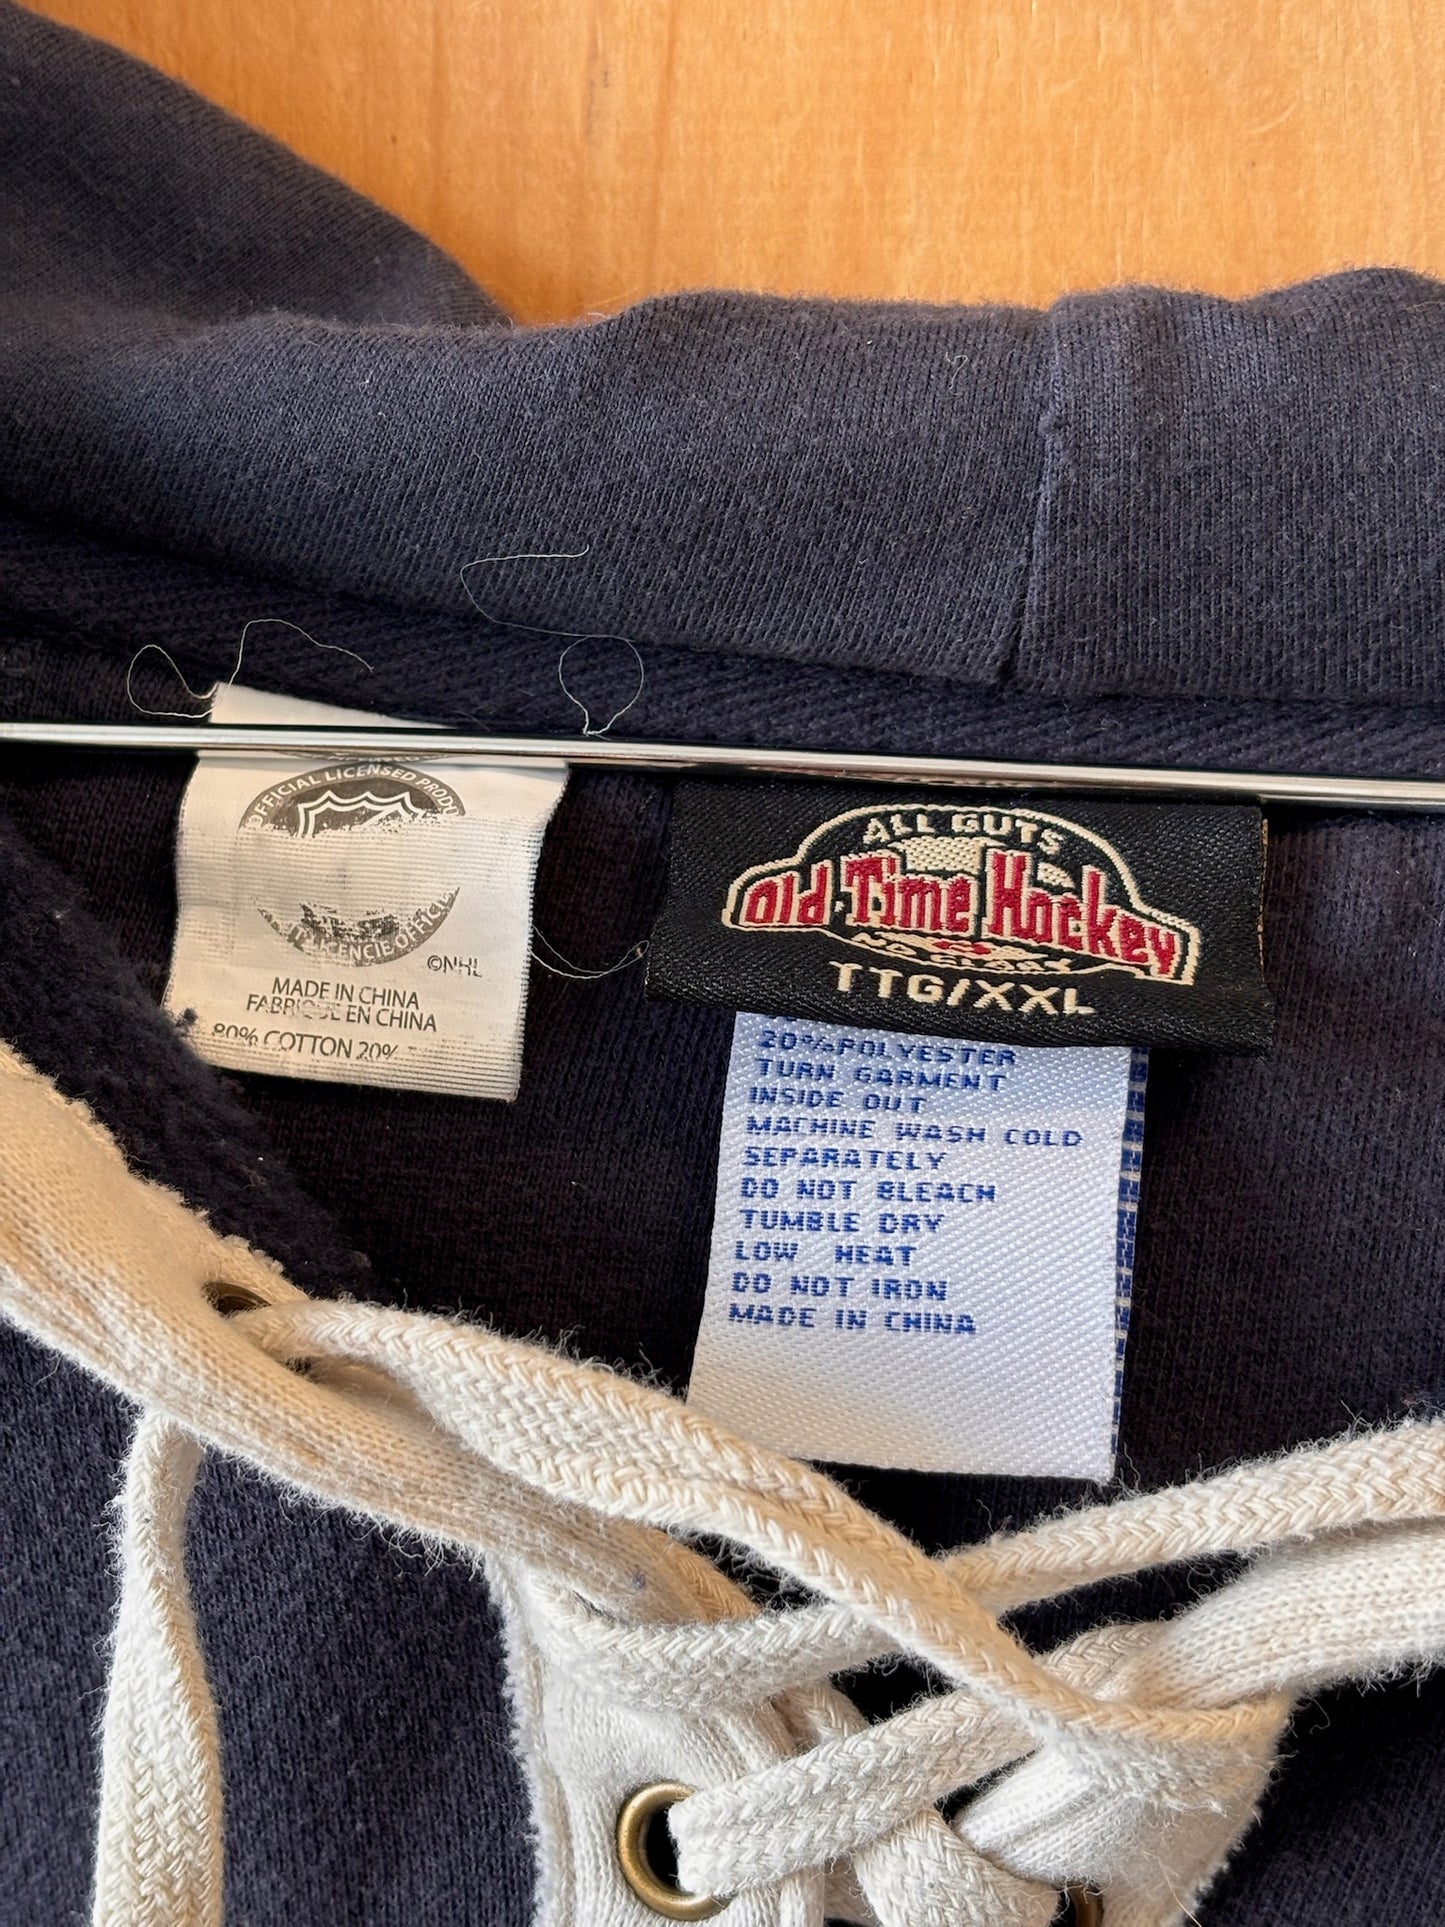 OFFICIAL LICENSED PRODU
LICENCIE OFFICIE
©NHL
MADE IN CHINA
FABRIQUE EN CHINA
80% COTTON 20%
ALL GUTS
Old Time Hockey
NO GLORY
TTG/XXL
20%POLYESTER
TURN GARMENT
INSIDE OUT
MACHINE WASH COLD
SEPARATELY
DO NOT BLEACH
TUMBLE DRY
LOW HEAT
DO NOT IRON
MADE IN CHINA